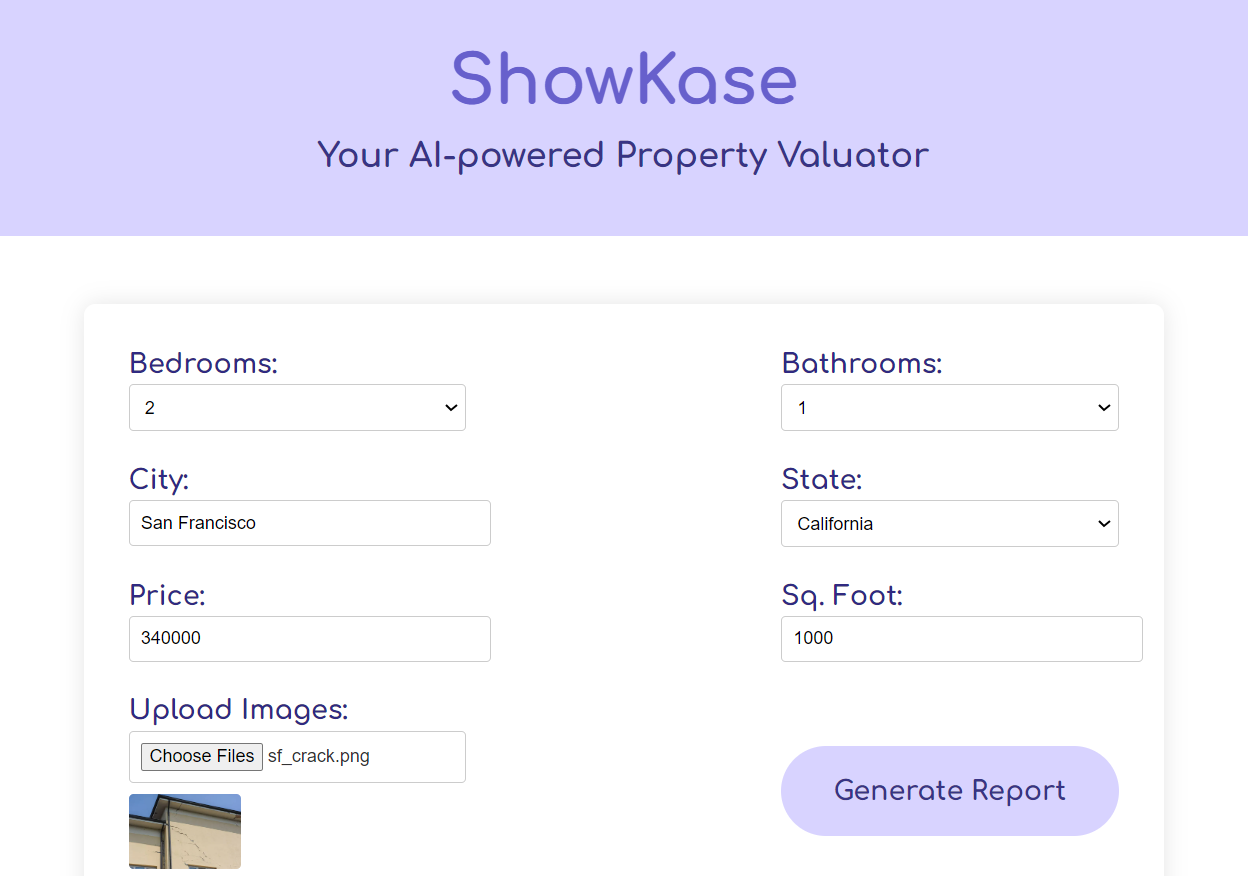 ShowKase
Your AI-powered Property Valuator
Bedrooms:
Bathrooms:
2
1
City:
State:
San Francisco
California
Price:
Sq. Foot:
340000
1000
Upload Images:
Choose Files sf_crack.png
Generate Report